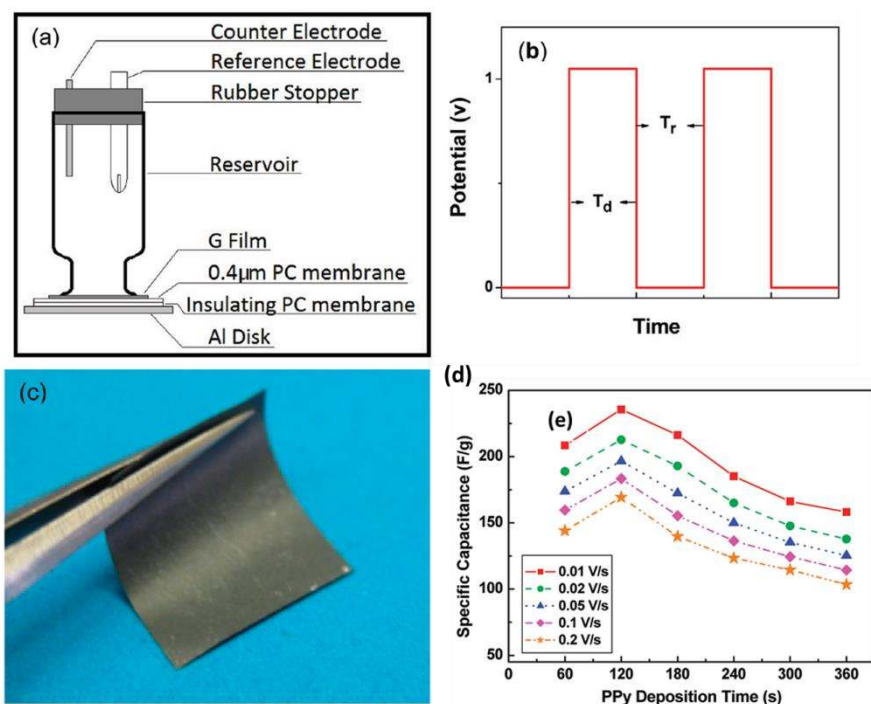 (a)
Counter Electrode
Reference Electrode
Rubber Stopper
Reservoir
G Film
0.4μm PC membrane
Insulating PC membrane
Al Disk
(b)
Potential (v)
1
0
T_r
T_d
Time
(c)
(d)
(e)
Specific Capacitance (F/g)
250
200
150
100
50
0.01 V/s
0.02 V/s
0.05 V/s
0.1 V/s
0.2 V/s
0 60 120 180 240 300 360
PPy Deposition Time (s)